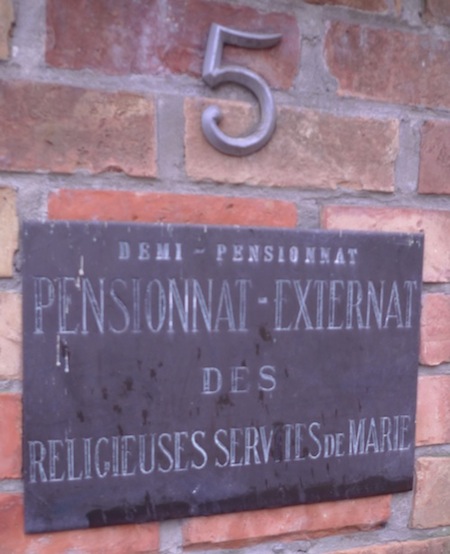 5
DEMI - PENSIONNAT
PENSIONNAT - EXTERNAT
DES
RELIGIEUSES SERVITES DE MARIE